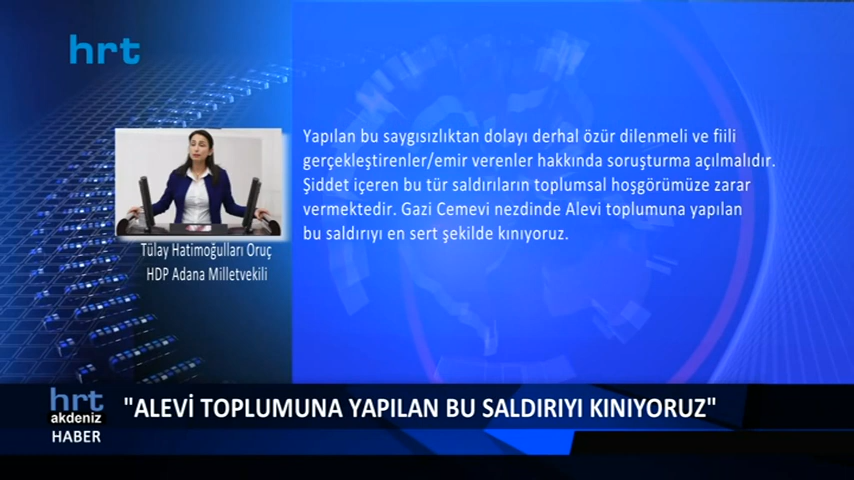 hrt
Yapılan bu saygısızlıktan dolayı derhal özür dilenmeli ve fiili
gerçekleştirenler/emir verenler hakkında soruşturma açılmalıdır.
Şiddet içeren bu tür saldırıların toplumsal hoşgörümüze zarar
vermektedir. Gazi Cemevi nezdinde Alevi toplumuna yapılan
bu saldırıyı en sert şekilde kınıyoruz.
Tülay Hatimoğulları Oruç
HDP Adana Milletvekili
hrt
akdeniz
HABER
"ALEVİ TOPLUMUNA YAPILAN BU SALDIRIYI KINIYORUZ"